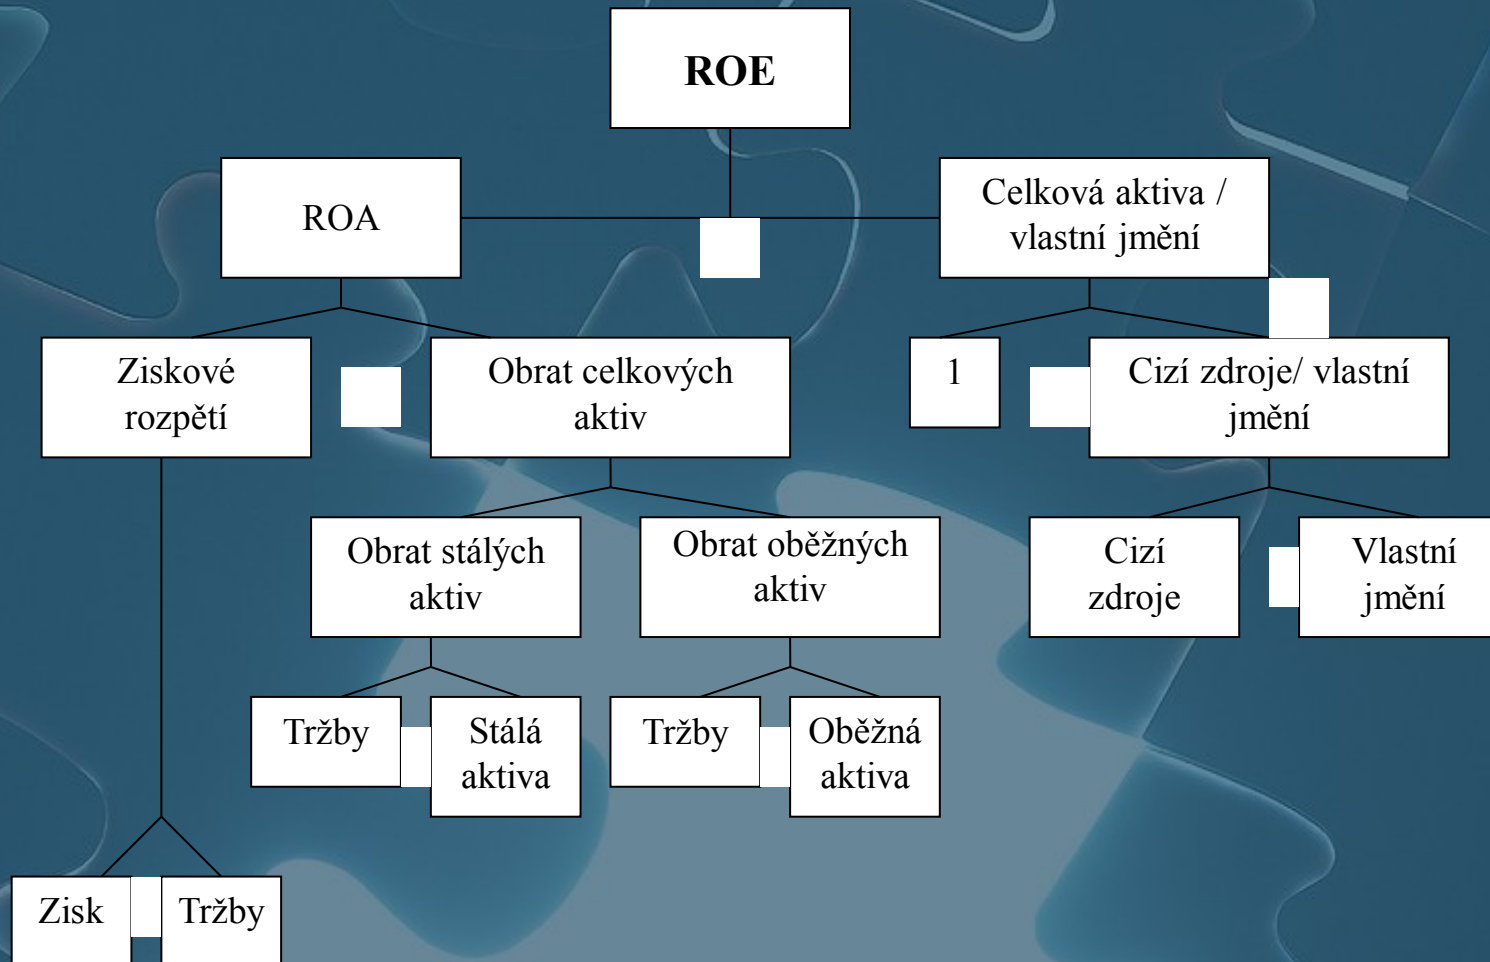 ROE
ROA
Celková aktiva /
vlastní jmění
Ziskové
rozpětí
Obrat celkových
aktiv
1
Cizí zdroje/ vlastní
jmění
Obrat stálých
aktiv
Obrat oběžných
aktiv
Cizí
zdroje
Vlastní
jmění
Tržby
Stálá
aktiva
Tržby
Oběžná
aktiva
Zisk
Tržby